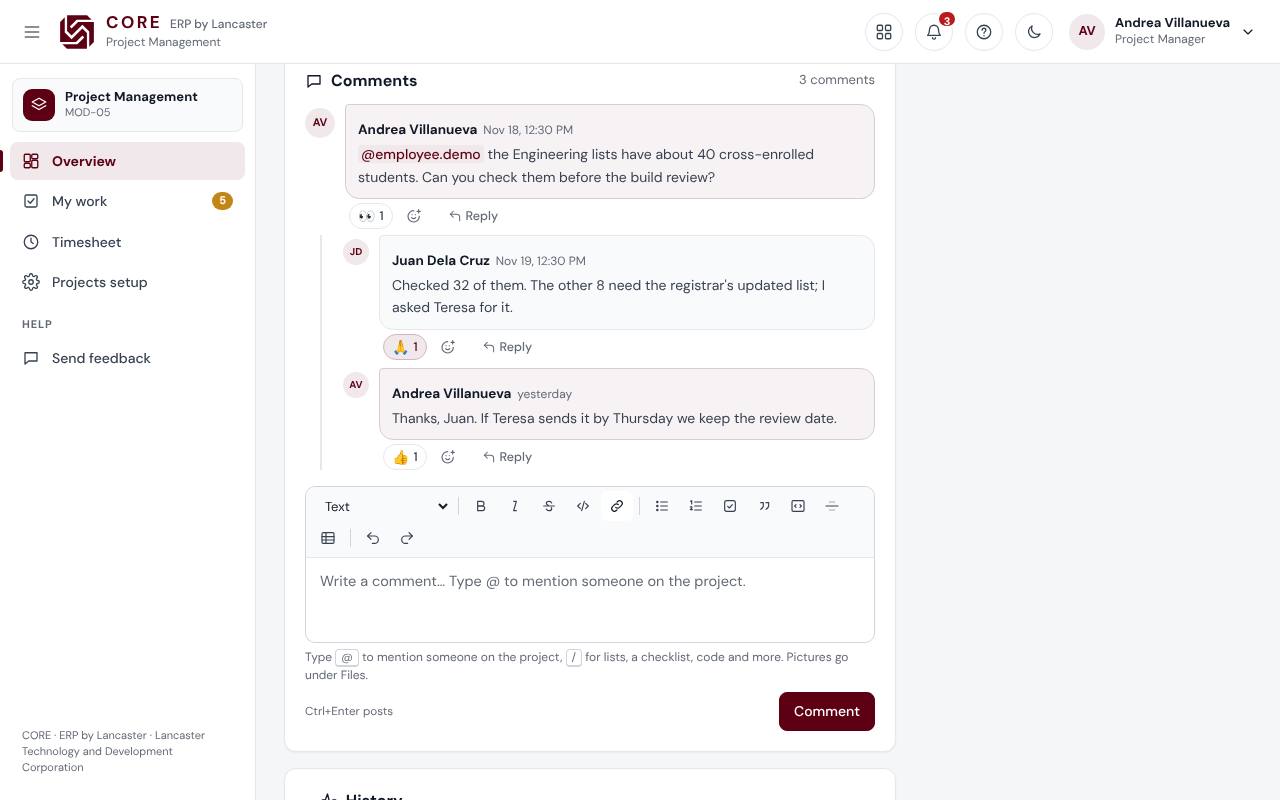 CORE ERP by Lancaster
Project Management
3
AV
Andrea Villanueva
Project Manager
Project Management
MOD-05
Overview
My work 5
Timesheet
Projects setup
HELP
Send feedback
CORE · ERP by Lancaster · Lancaster
Technology and Development
Corporation
Comments 3 comments
AV
Andrea Villanueva Nov 18, 12:30 PM
@employee.demo the Engineering lists have about 40 cross-enrolled
students. Can you check them before the build review?
👀 1 Reply
JD
Juan Dela Cruz Nov 19, 12:30 PM
Checked 32 of them. The other 8 need the registrar's updated list; I
asked Teresa for it.
🙏 1 Reply
AV
Andrea Villanueva yesterday
Thanks, Juan. If Teresa sends it by Thursday we keep the review date.
👍 1 Reply
Text
Write a comment… Type @ to mention someone on the project.
Type @ to mention someone on the project, / for lists, a checklist, code and more. Pictures go
under Files.
Ctrl+Enter posts Comment
History